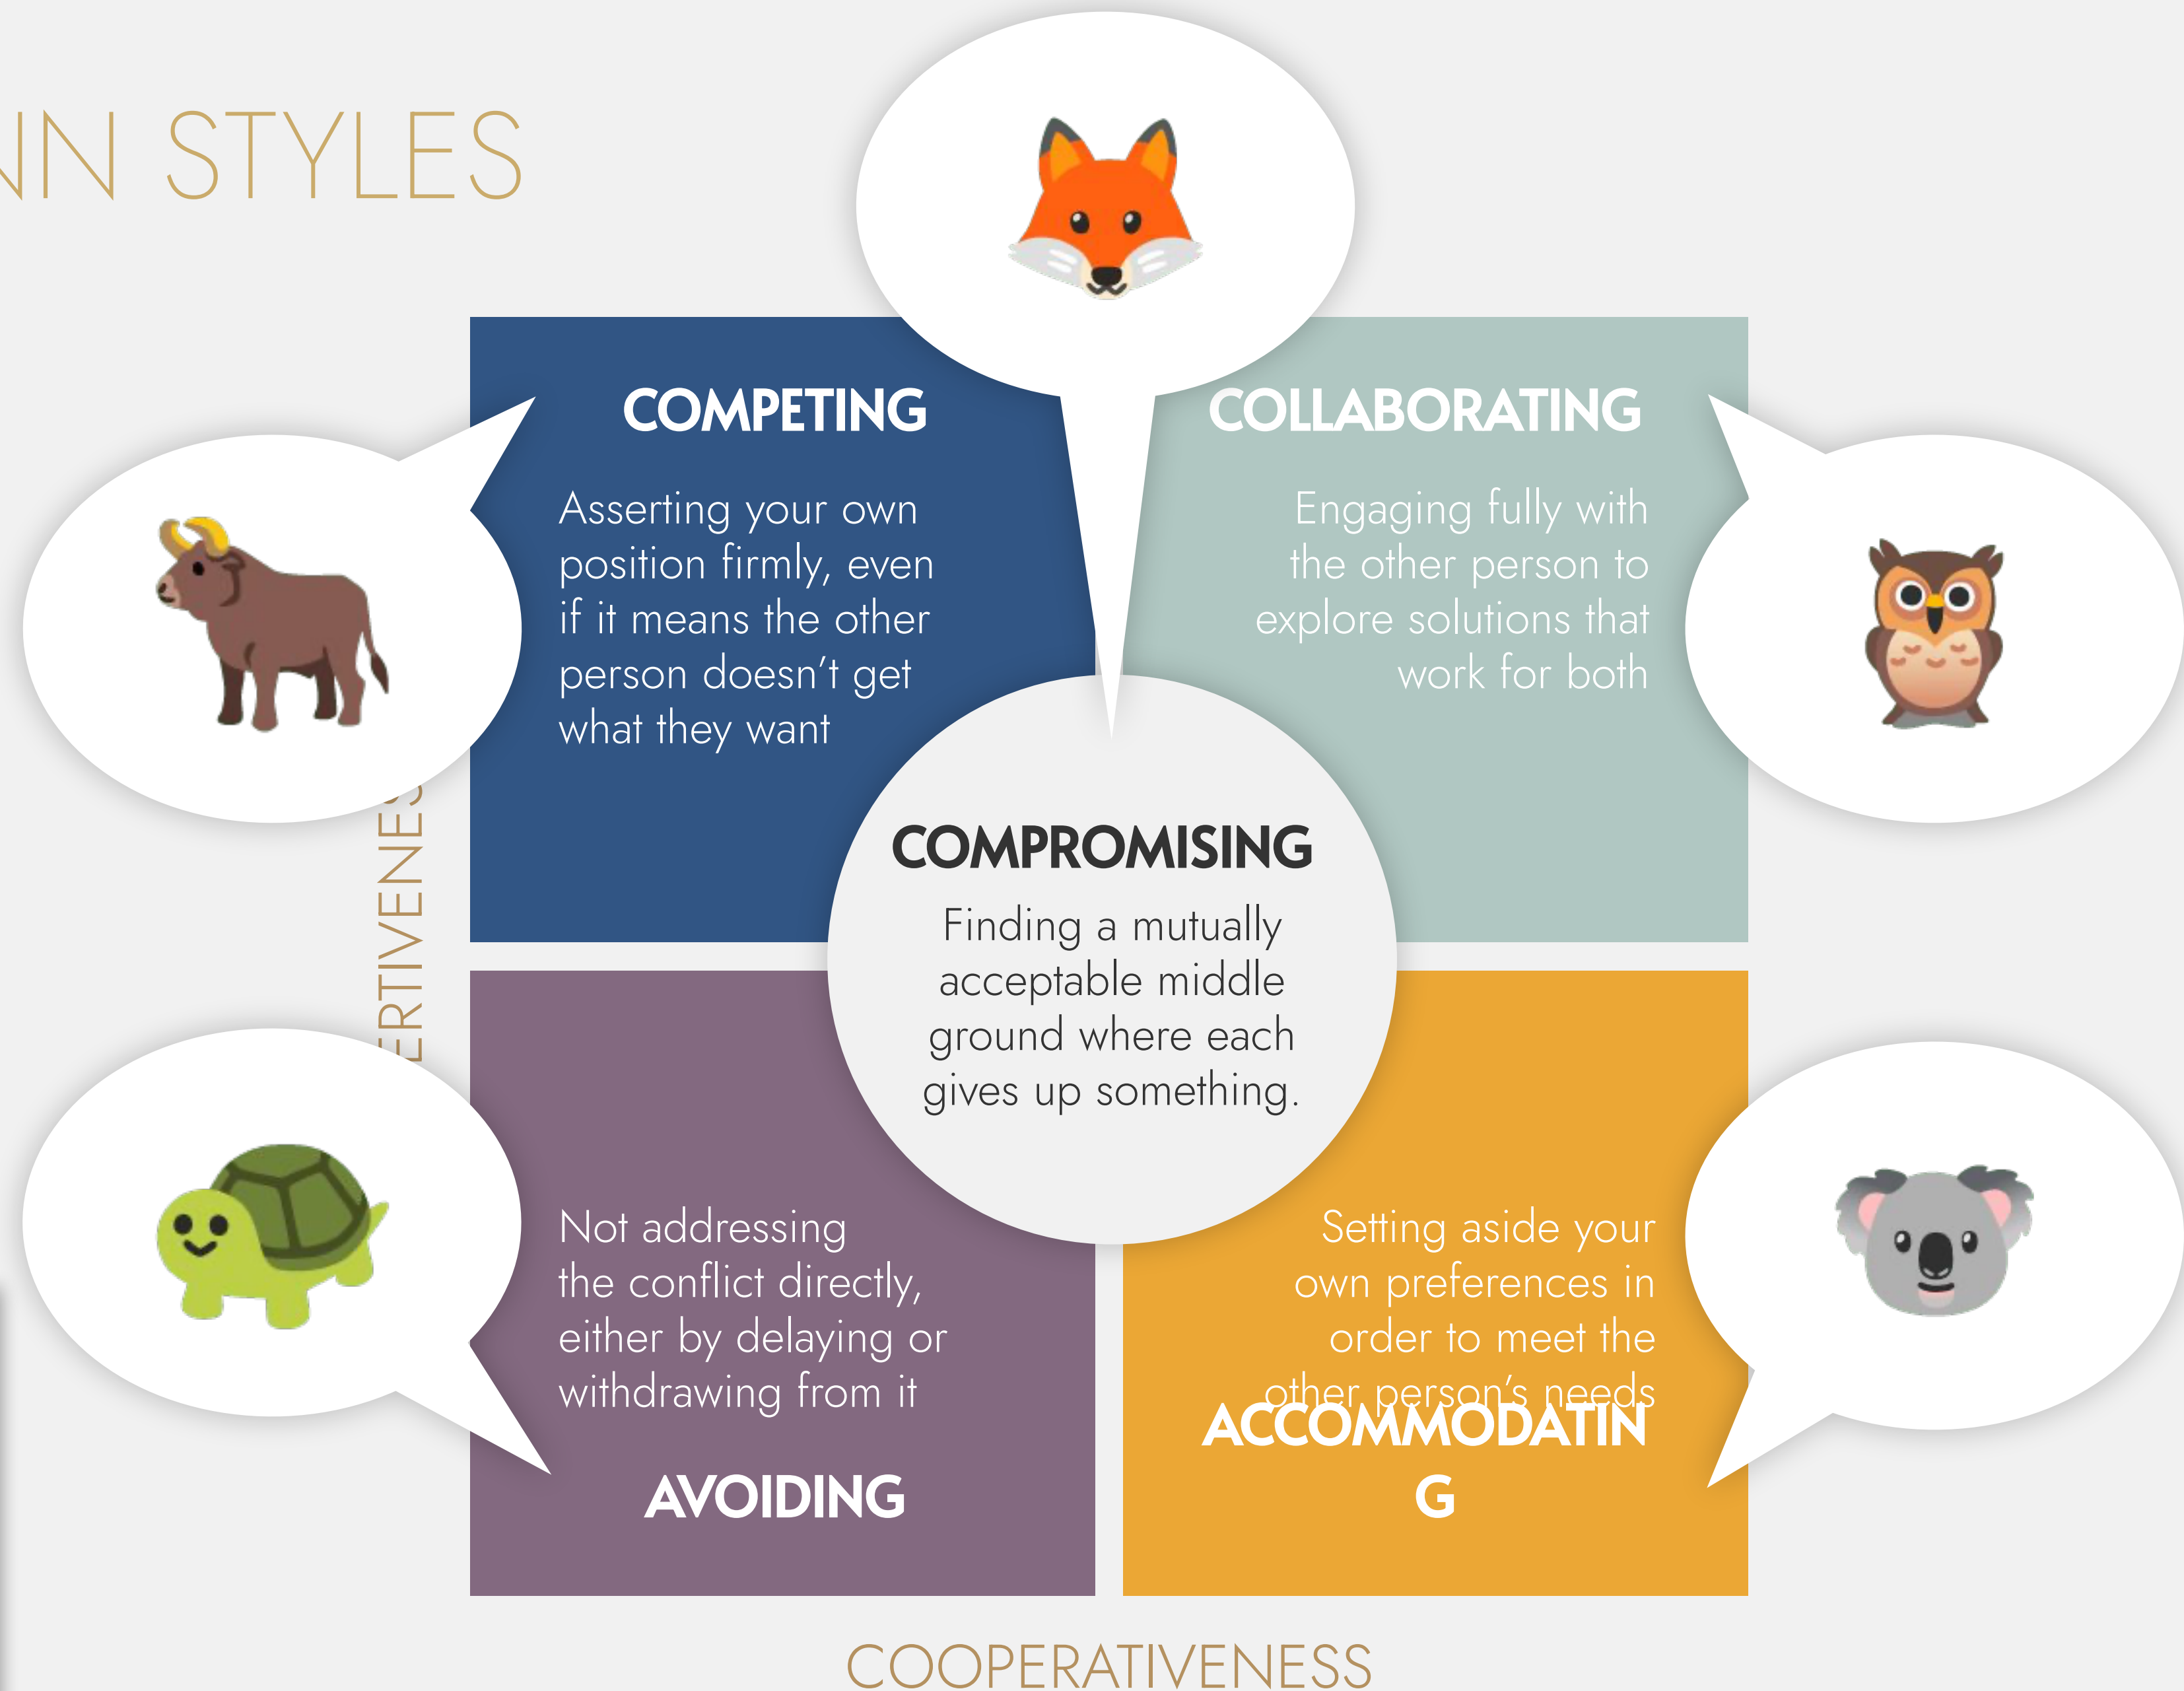 NN STYLES
COMPETING
Asserting your own
position firmly, even
if it means the other
person doesn't get
what they want
COLLABORATING
Engaging fully with
the other person to
explore solutions that
work for both
COMPROMISING
Finding a mutually
acceptable middle
ground where each
gives up something.
ERTIVENES
Not addressing
the conflict directly,
either by delaying or
withdrawing from it
AVOIDING
Setting aside your
own preferences in
order to meet the
other person's needs
ACCOMMODATIN
G
COOPERATIVENESS